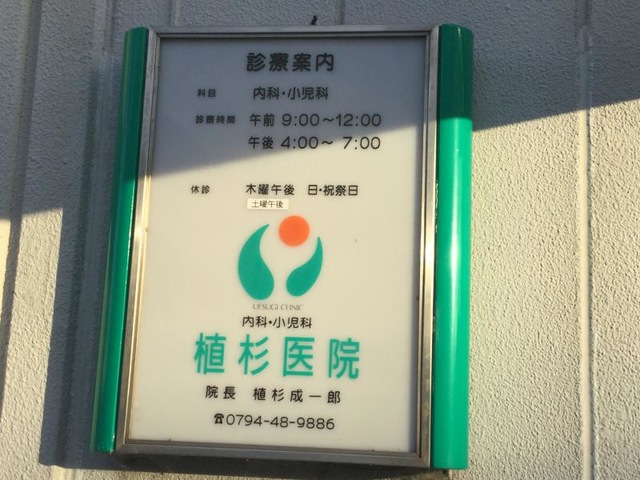 診療案内
科目 内科・小児科
診察時間 午前 9:00～12:00
午後 4:00～ 7:00
休診 木曜午後 日・祝祭日
土曜午後
UESUGI CLINIC
内科・小児科
植杉医院
院長 植杉成一郎
☎0794-48-9886